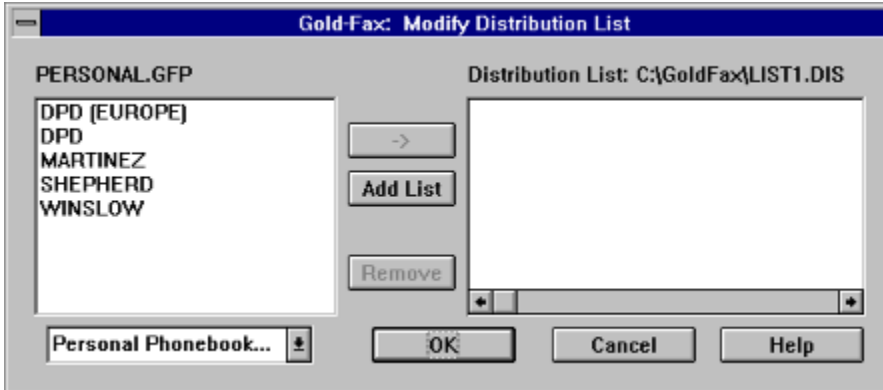 Gold-Fax: Modify Distribution List
PERSONAL.GFP
Distribution List: C:\GoldFax\LIST1.DIS
DPD (EUROPE)
DPD
MARTINEZ
SHEPHERD
WINSLOW
->
Add List
Remove
Personal Phonebook...
OK
Cancel
Help